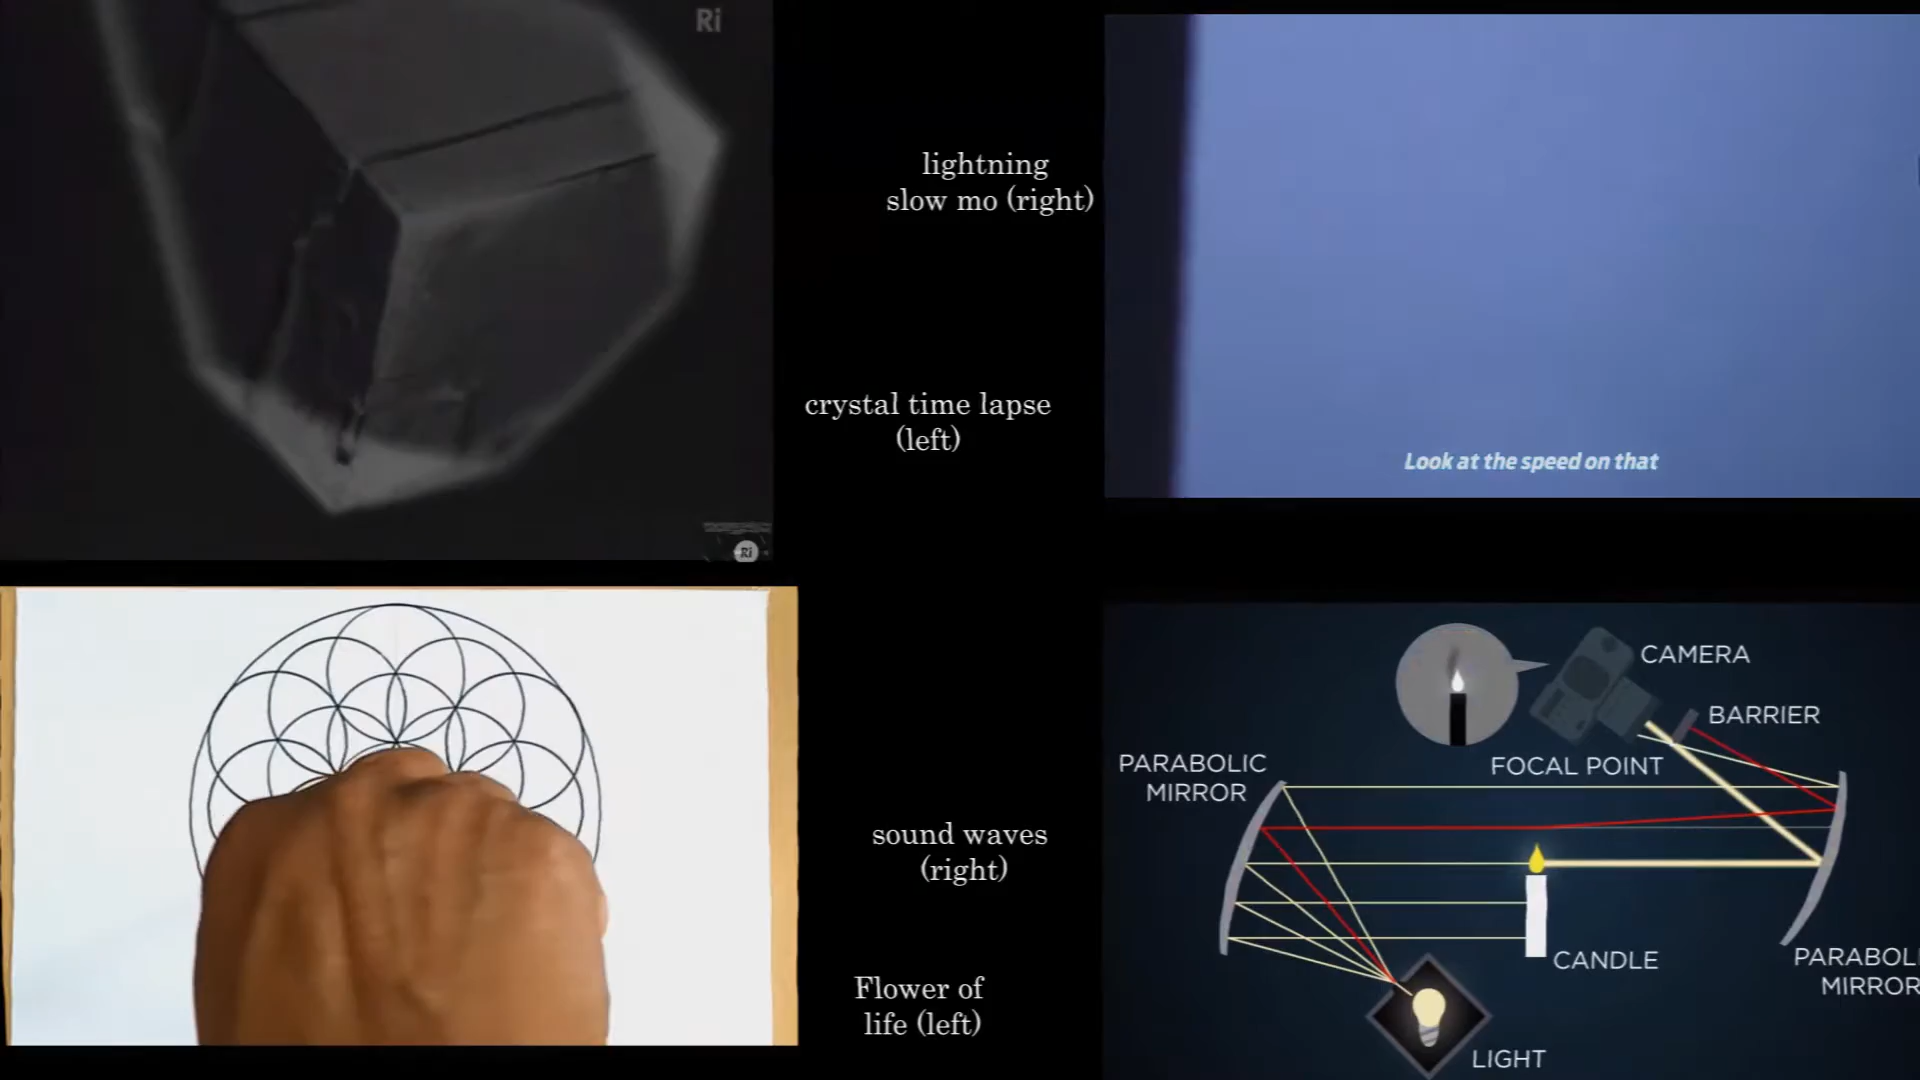 Ri
lightning
slow mo (right)
crystal time lapse
(left)
Look at the speed on that
Ri
CAMERA
BARRIER
FOCAL POINT
PARABOLIC
MIRROR
sound waves
(right)
CANDLE
PARABOLI
MIRROR
Flower of
life (left)
LIGHT